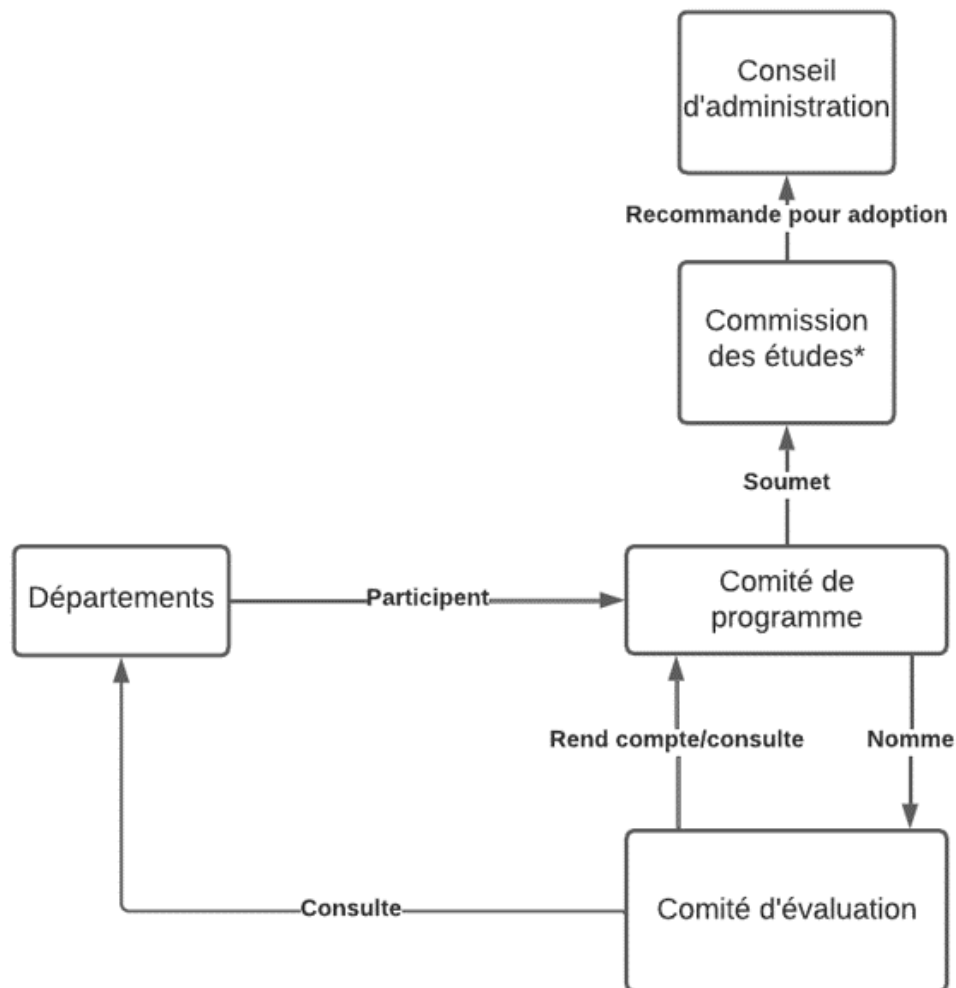 Conseil
d'administration
Recommande pour adoption
Commission
des études*
Soumet
Départements
Participent
Comité de
programme
Rend compte/consulte
Nomme
Consulte
Comité d'évaluation